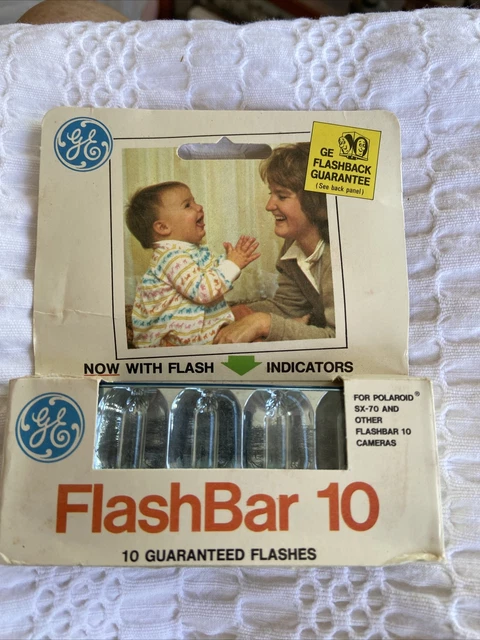 GE
GE
FLASHBACK
GUARANTEE
(See back panel)
NOW WITH FLASH INDICATORS
GE
FOR POLAROID®
SX-70 AND
OTHER
FLASHBAR 10
CAMERAS
FlashBar 10
10 GUARANTEED FLASHES